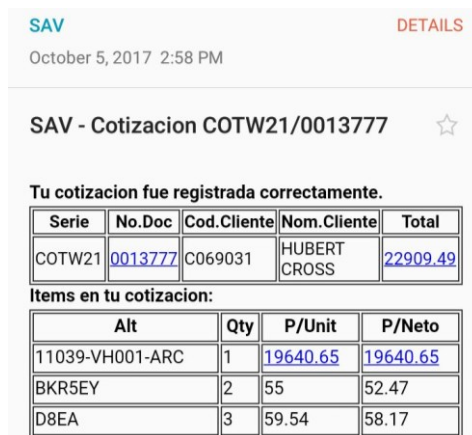 SAV DETAILS
October 5, 2017 2:58 PM
SAV - Cotizacion COTW21/0013777
Tu cotizacion fue registrada correctamente.
Serie No.Doc Cod.Cliente Nom.Cliente Total
COTW21 0013777 C069031 HUBERT CROSS 22909.49
Items en tu cotizacion:
Alt Qty P/Unit P/Neto
11039-VH001-ARC 1 19640.65 19640.65
BKR5EY 2 55 52.47
D8EA 3 59.54 58.17